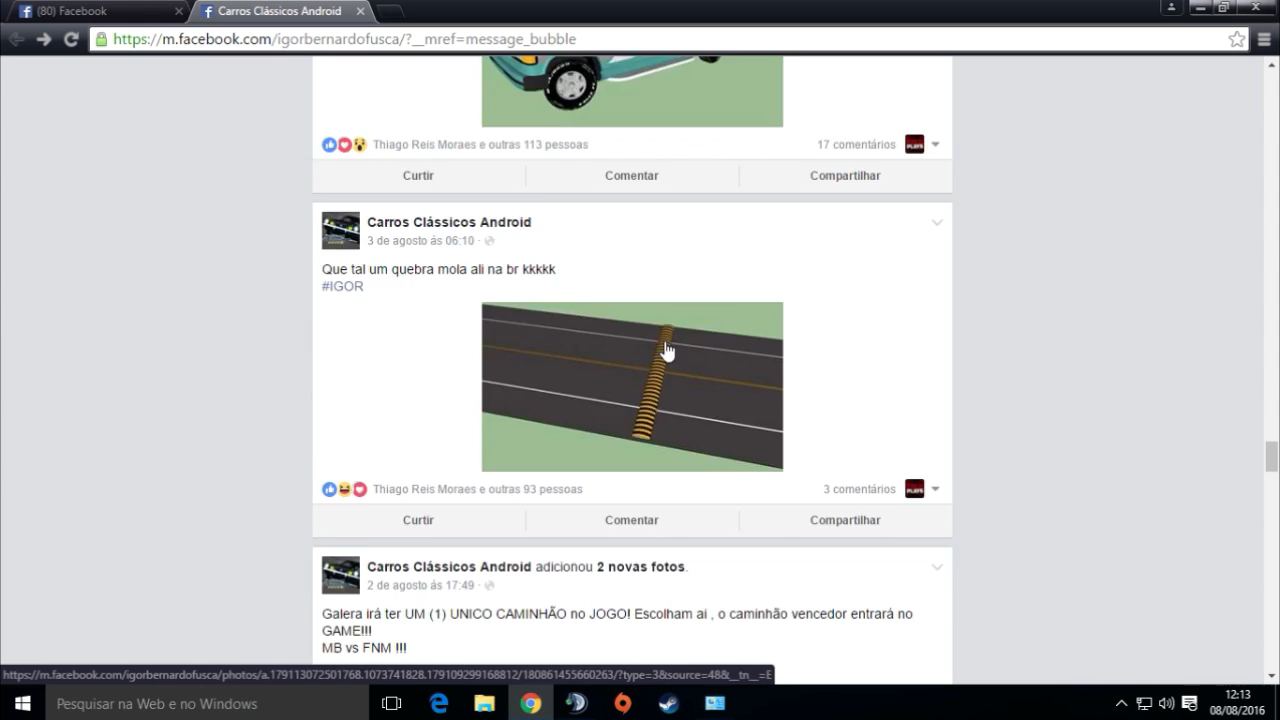 (80) Facebook
Carros Clássicos Android
https://m.facebook.com/igorbernardofusca/?__mref=message_bubble
Thiago Reis Moraes e outras 113 pessoas
17 comentários
Curtir
Comentar
Compartilhar
Carros Clássicos Android
3 de agosto ás 06:10
Que tal um quebra mola ali na br kkkkk
#IGOR
Thiago Reis Moraes e outras 93 pessoas
3 comentários
Curtir
Comentar
Compartilhar
Carros Clássicos Android adicionou 2 novas fotos.
2 de agosto ás 17:49
Galera irá ter UM (1) UNICO CAMINHÃO no JOGO! Escolham ai , o caminhão vencedor entrará no
GAME!!!
MB vs FNM !!!
https://m.facebook.com/igorbernardofusca/photos/a.179113072501768.1073741828.179109299168812/180861455660263/?type=3&source=48&__tn__=E
Pesquisar na Web e no Windows
12:13
08/08/2016